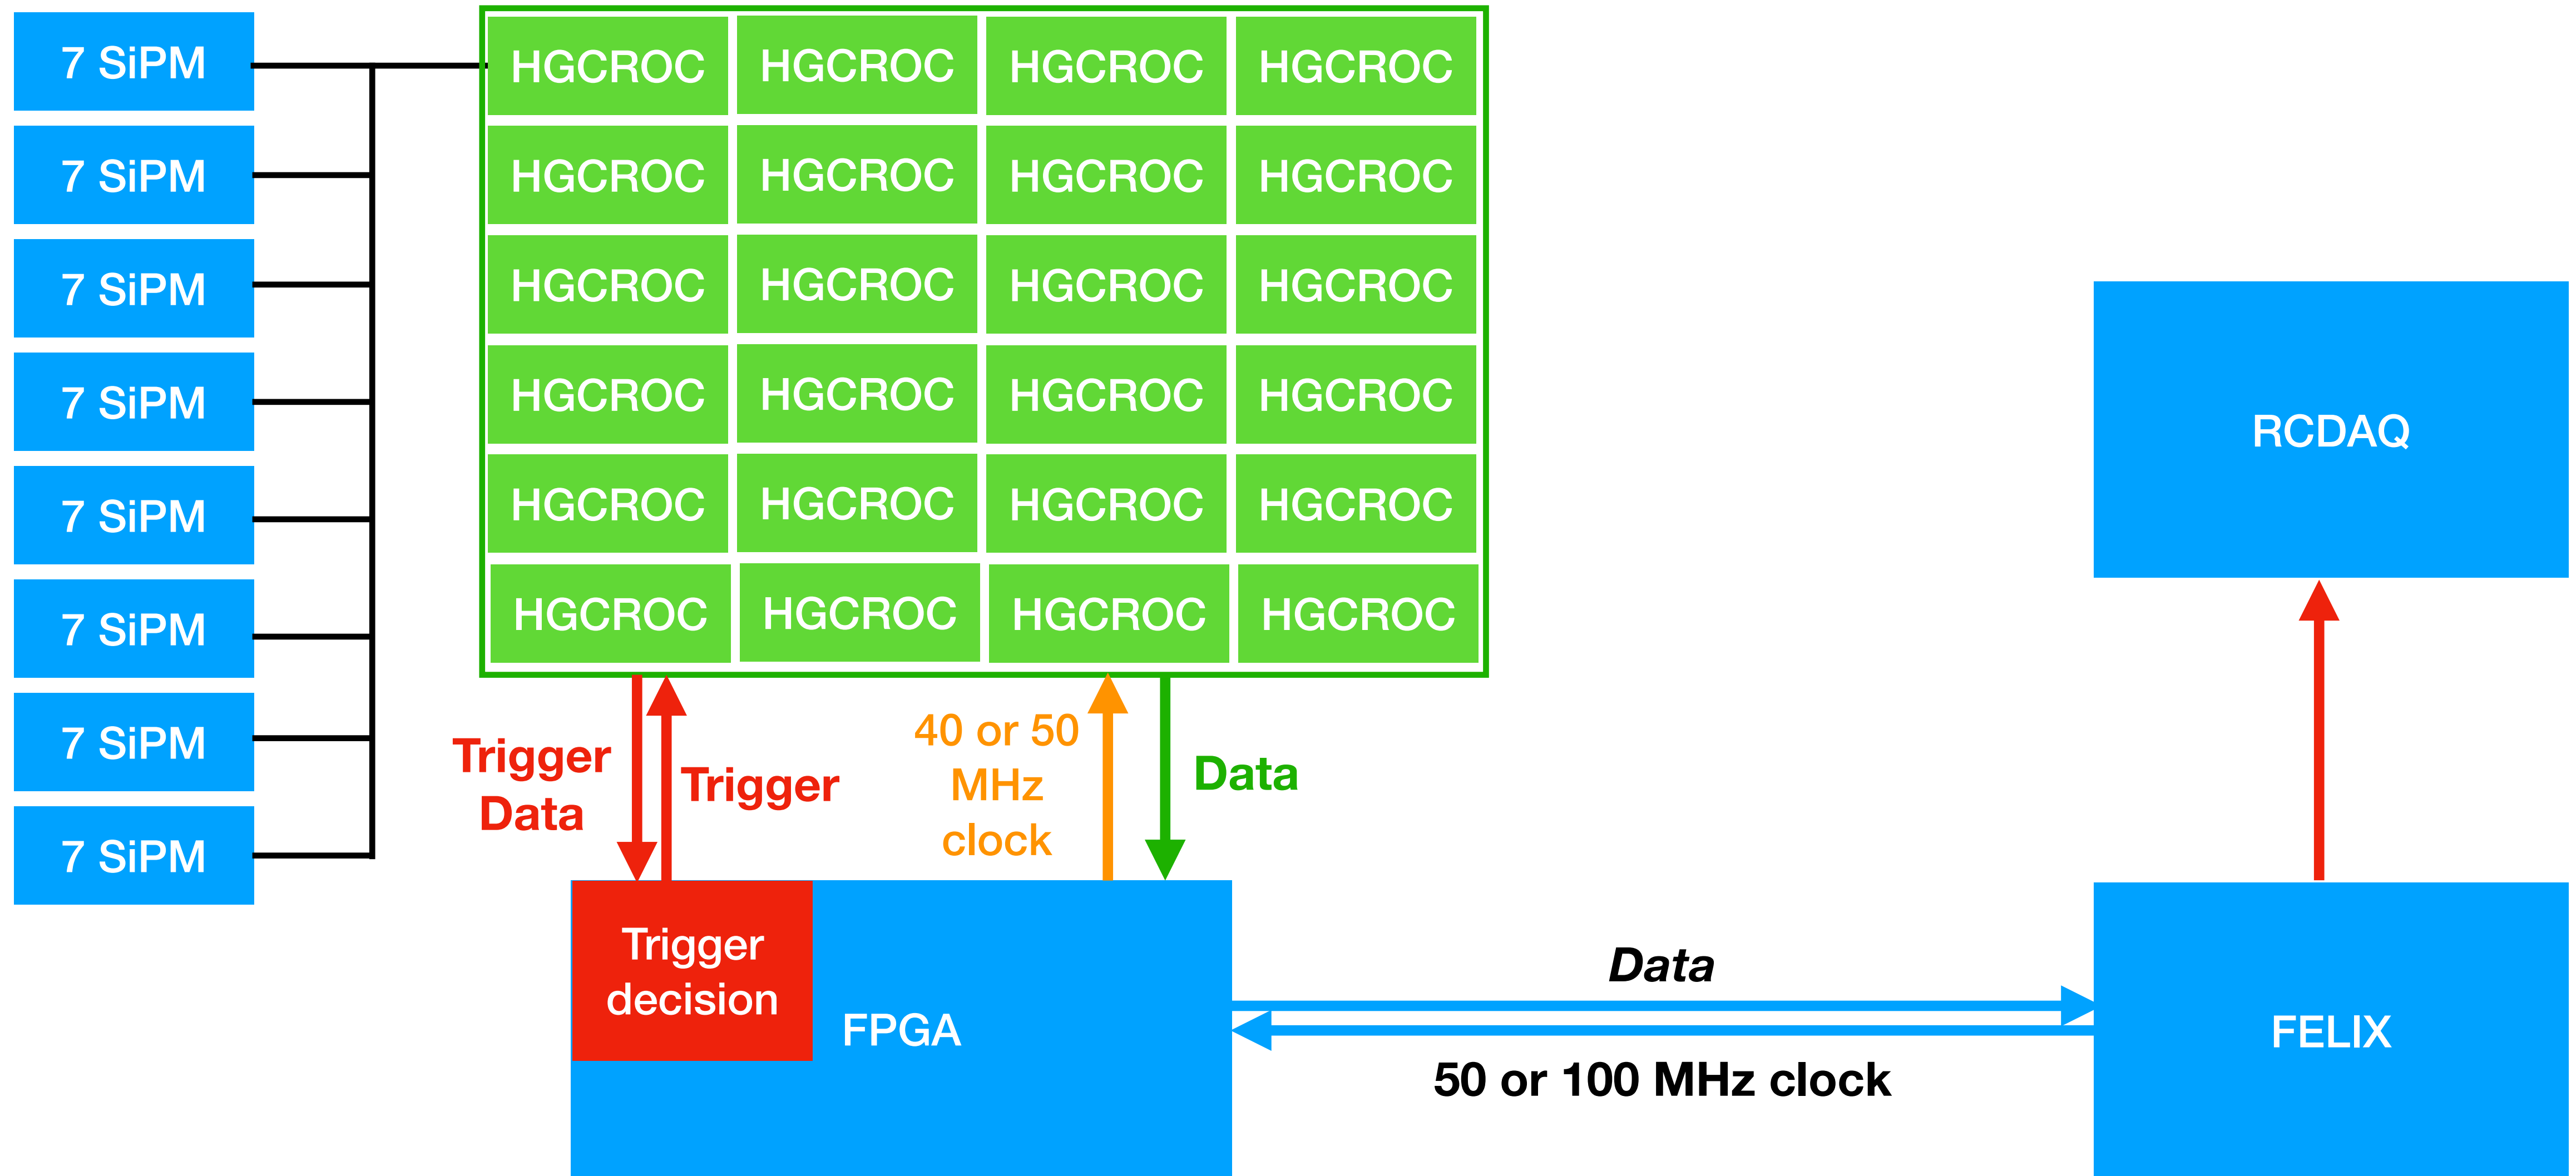 7 SiPM
7 SiPM
7 SiPM
7 SiPM
7 SiPM
7 SiPM
7 SiPM
7 SiPM
HGCROC HGCROC HGCROC HGCROC
HGCROC HGCROC HGCROC HGCROC
HGCROC HGCROC HGCROC HGCROC
HGCROC HGCROC HGCROC HGCROC
HGCROC HGCROC HGCROC HGCROC
HGCROC HGCROC HGCROC HGCROC
Trigger
Data
Trigger
40 or 50
MHz
clock
Data
Trigger
decision
FPGA
Data
50 or 100 MHz clock
RCDAQ
FELIX